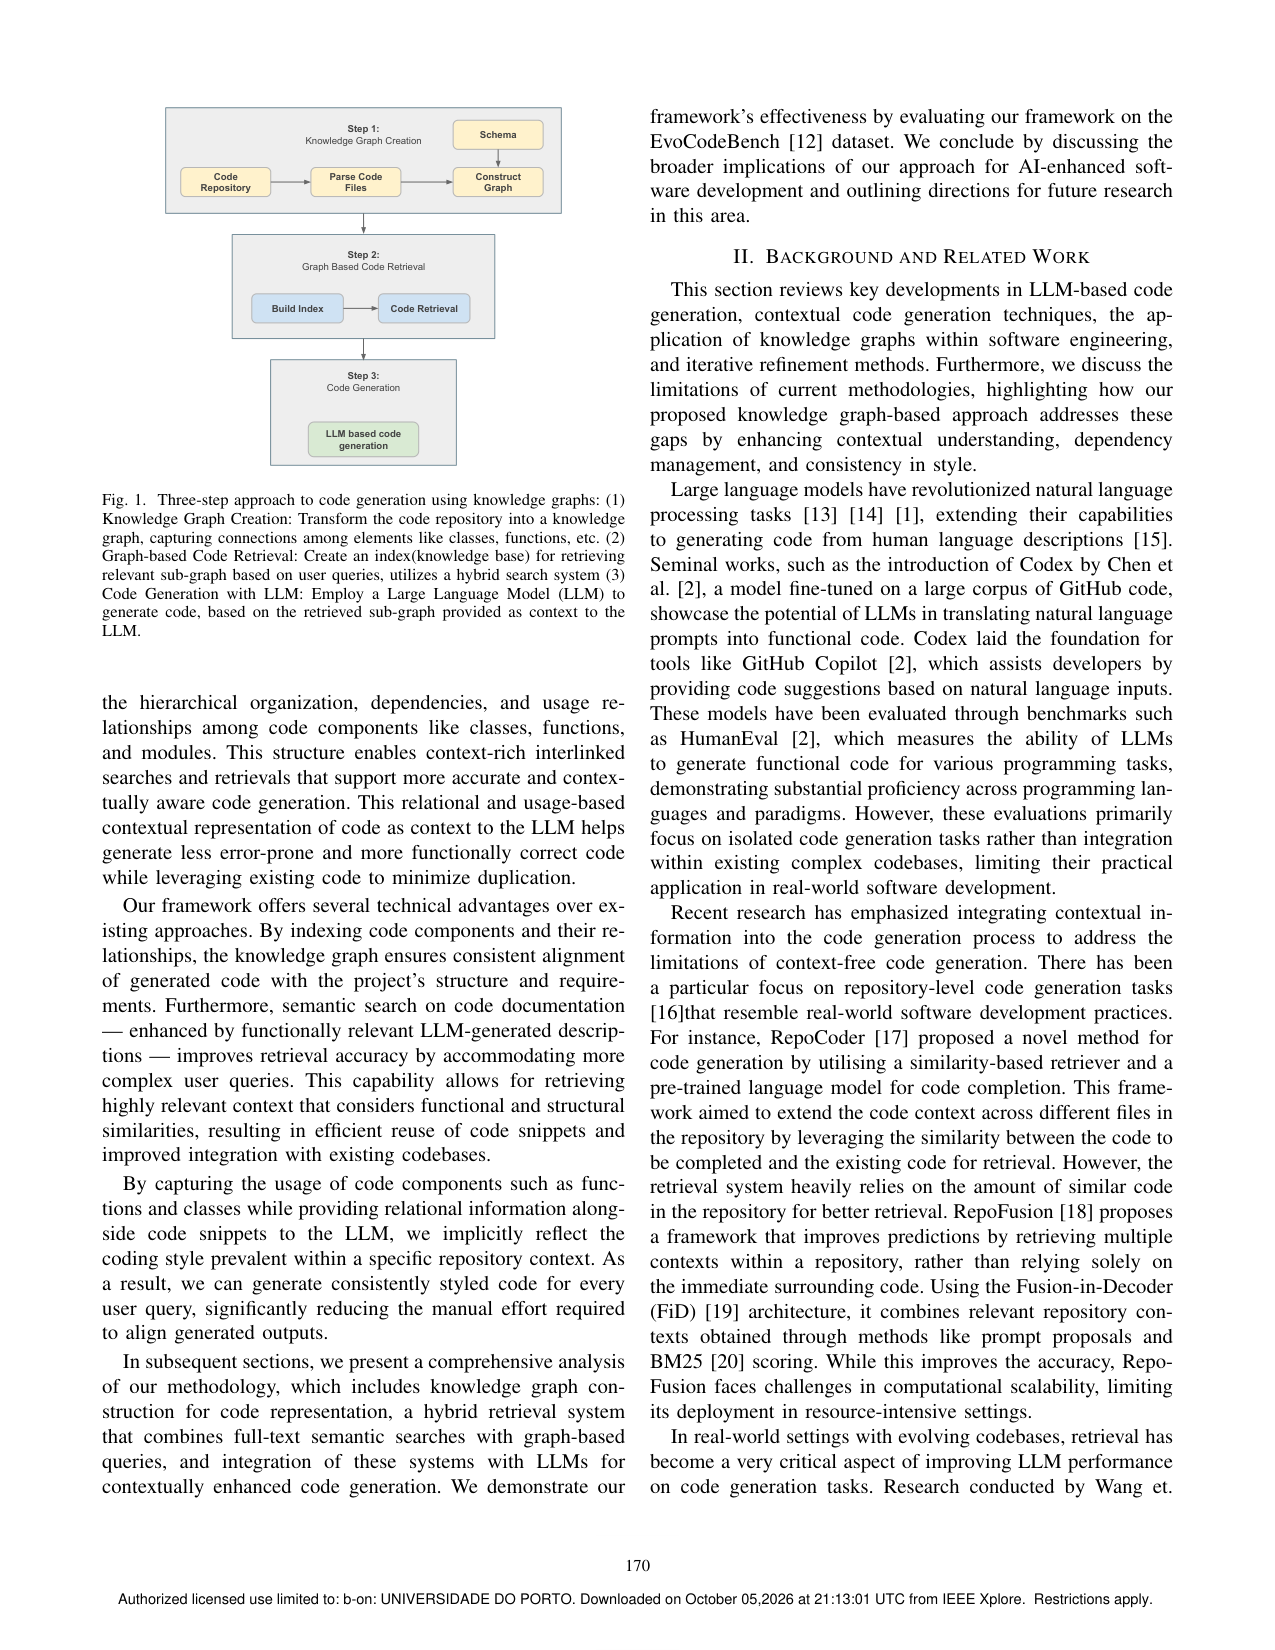 Step 1:
Knowledge Graph Creation
Schema
Code
Repository
Parse Code
Files
Construct
Graph
Step 2:
Graph Based Code Retrieval
Build Index
Code Retrieval
Step 3:
Code Generation
LLM based code
generation
Fig. 1. Three-step approach to code generation using knowledge graphs: (1)
Knowledge Graph Creation: Transform the code repository into a knowledge
graph, capturing connections among elements like classes, functions, etc. (2)
Graph-based Code Retrieval: Create an index(knowledge base) for retrieving
relevant sub-graph based on user queries, utilizes a hybrid search system (3)
Code Generation with LLM: Employ a Large Language Model (LLM) to
generate code, based on the retrieved sub-graph provided as context to the
LLM.
the hierarchical organization, dependencies, and usage re-
lationships among code components like classes, functions,
and modules. This structure enables context-rich interlinked
searches and retrievals that support more accurate and contex-
tually aware code generation. This relational and usage-based
contextual representation of code as context to the LLM helps
generate less error-prone and more functionally correct code
while leveraging existing code to minimize duplication.
Our framework offers several technical advantages over ex-
isting approaches. By indexing code components and their re-
lationships, the knowledge graph ensures consistent alignment
of generated code with the project's structure and require-
ments. Furthermore, semantic search on code documentation
— enhanced by functionally relevant LLM-generated descrip-
tions — improves retrieval accuracy by accommodating more
complex user queries. This capability allows for retrieving
highly relevant context that considers functional and structural
similarities, resulting in efficient reuse of code snippets and
improved integration with existing codebases.
By capturing the usage of code components such as func-
tions and classes while providing relational information along-
side code snippets to the LLM, we implicitly reflect the
coding style prevalent within a specific repository context. As
a result, we can generate consistently styled code for every
user query, significantly reducing the manual effort required
to align generated outputs.
In subsequent sections, we present a comprehensive analysis
of our methodology, which includes knowledge graph con-
struction for code representation, a hybrid retrieval system
that combines full-text semantic searches with graph-based
queries, and integration of these systems with LLMs for
contextually enhanced code generation. We demonstrate our
framework's effectiveness by evaluating our framework on the
EvoCodeBench [12] dataset. We conclude by discussing the
broader implications of our approach for AI-enhanced soft-
ware development and outlining directions for future research
in this area.
II. BACKGROUND AND RELATED WORK
This section reviews key developments in LLM-based code
generation, contextual code generation techniques, the ap-
plication of knowledge graphs within software engineering,
and iterative refinement methods. Furthermore, we discuss the
limitations of current methodologies, highlighting how our
proposed knowledge graph-based approach addresses these
gaps by enhancing contextual understanding, dependency
management, and consistency in style.
Large language models have revolutionized natural language
processing tasks [13] [14] [1], extending their capabilities
to generating code from human language descriptions [15].
Seminal works, such as the introduction of Codex by Chen et
al. [2], a model fine-tuned on a large corpus of GitHub code,
showcase the potential of LLMs in translating natural language
prompts into functional code. Codex laid the foundation for
tools like GitHub Copilot [2], which assists developers by
providing code suggestions based on natural language inputs.
These models have been evaluated through benchmarks such
as HumanEval [2], which measures the ability of LLMs
to generate functional code for various programming tasks,
demonstrating substantial proficiency across programming lan-
guages and paradigms. However, these evaluations primarily
focus on isolated code generation tasks rather than integration
within existing complex codebases, limiting their practical
application in real-world software development.
Recent research has emphasized integrating contextual in-
formation into the code generation process to address the
limitations of context-free code generation. There has been
a particular focus on repository-level code generation tasks
[16]that resemble real-world software development practices.
For instance, RepoCoder [17] proposed a novel method for
code generation by utilising a similarity-based retriever and a
pre-trained language model for code completion. This frame-
work aimed to extend the code context across different files in
the repository by leveraging the similarity between the code to
be completed and the existing code for retrieval. However, the
retrieval system heavily relies on the amount of similar code
in the repository for better retrieval. RepoFusion [18] proposes
a framework that improves predictions by retrieving multiple
contexts within a repository, rather than relying solely on
the immediate surrounding code. Using the Fusion-in-Decoder
(FiD) [19] architecture, it combines relevant repository con-
texts obtained through methods like prompt proposals and
BM25 [20] scoring. While this improves the accuracy, Repo-
Fusion faces challenges in computational scalability, limiting
its deployment in resource-intensive settings.
In real-world settings with evolving codebases, retrieval has
become a very critical aspect of improving LLM performance
on code generation tasks. Research conducted by Wang et.
170
Authorized licensed use limited to: b-on: UNIVERSIDADE DO PORTO. Downloaded on October 05,2026 at 21:13:01 UTC from IEEE Xplore. Restrictions apply.